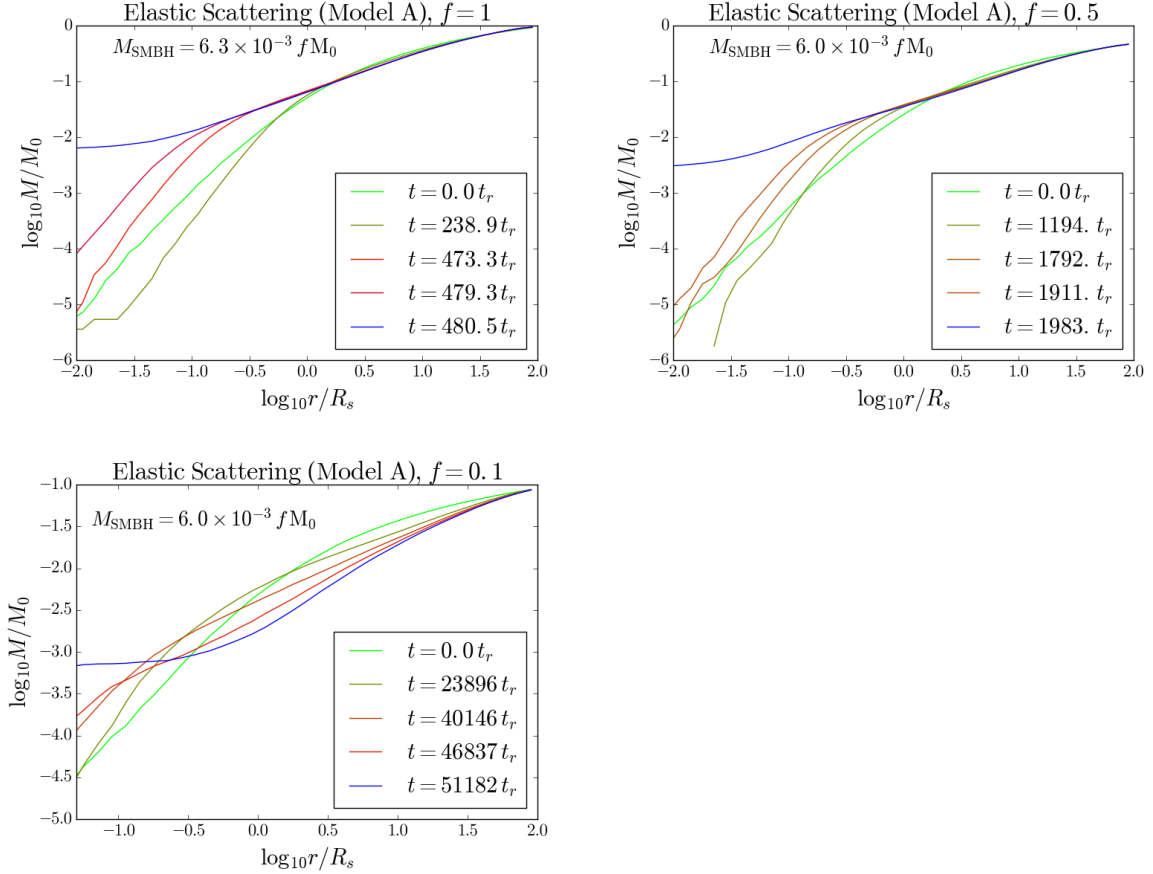 Elastic Scattering (Model A), f=1
M_SMBH = 6.3 × 10^−3 f M_0
log_10 M/M_0
0
−1
−2
−3
−4
−5
−6
t=0.0 t_r
t=238.9 t_r
t=473.3 t_r
t=479.3 t_r
t=480.5 t_r
−2.0 −1.5 −1.0 −0.5 0.0 0.5 1.0 1.5 2.0
log_10 r/R_s
Elastic Scattering (Model A), f=0.5
M_SMBH = 6.0 × 10^−3 f M_0
log_10 M/M_0
0
−1
−2
−3
−4
−5
−6
t=0.0 t_r
t=1194. t_r
t=1792. t_r
t=1911. t_r
t=1983. t_r
−2.0 −1.5 −1.0 −0.5 0.0 0.5 1.0 1.5 2.0
log_10 r/R_s
Elastic Scattering (Model A), f=0.1
M_SMBH = 6.0 × 10^−3 f M_0
log_10 M/M_0
−1.0
−1.5
−2.0
−2.5
−3.0
−3.5
−4.0
−4.5
−5.0
t=0.0 t_r
t=23896 t_r
t=40146 t_r
t=46837 t_r
t=51182 t_r
−1.0 −0.5 0.0 0.5 1.0 1.5 2.0
log_10 r/R_s